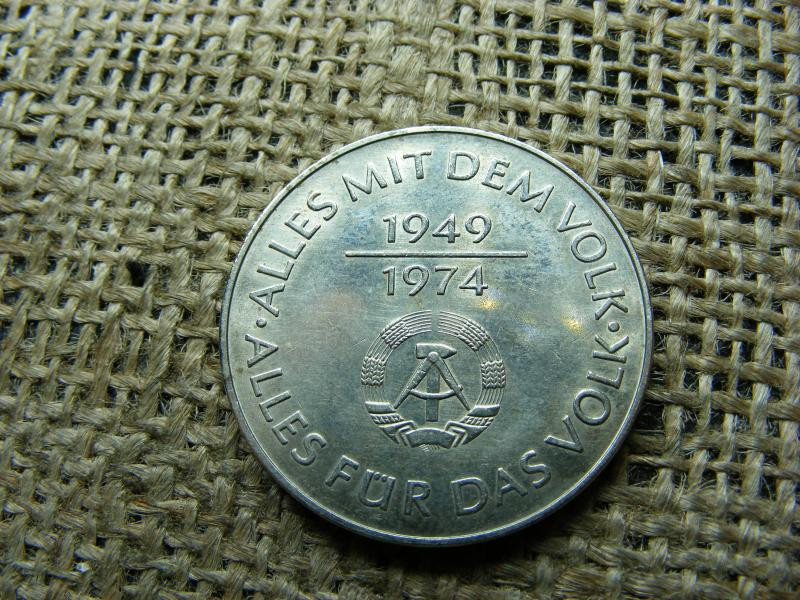 · ALLES MIT DEM VOLK ·
1949
1974
ALLES FÜR DAS VOLK